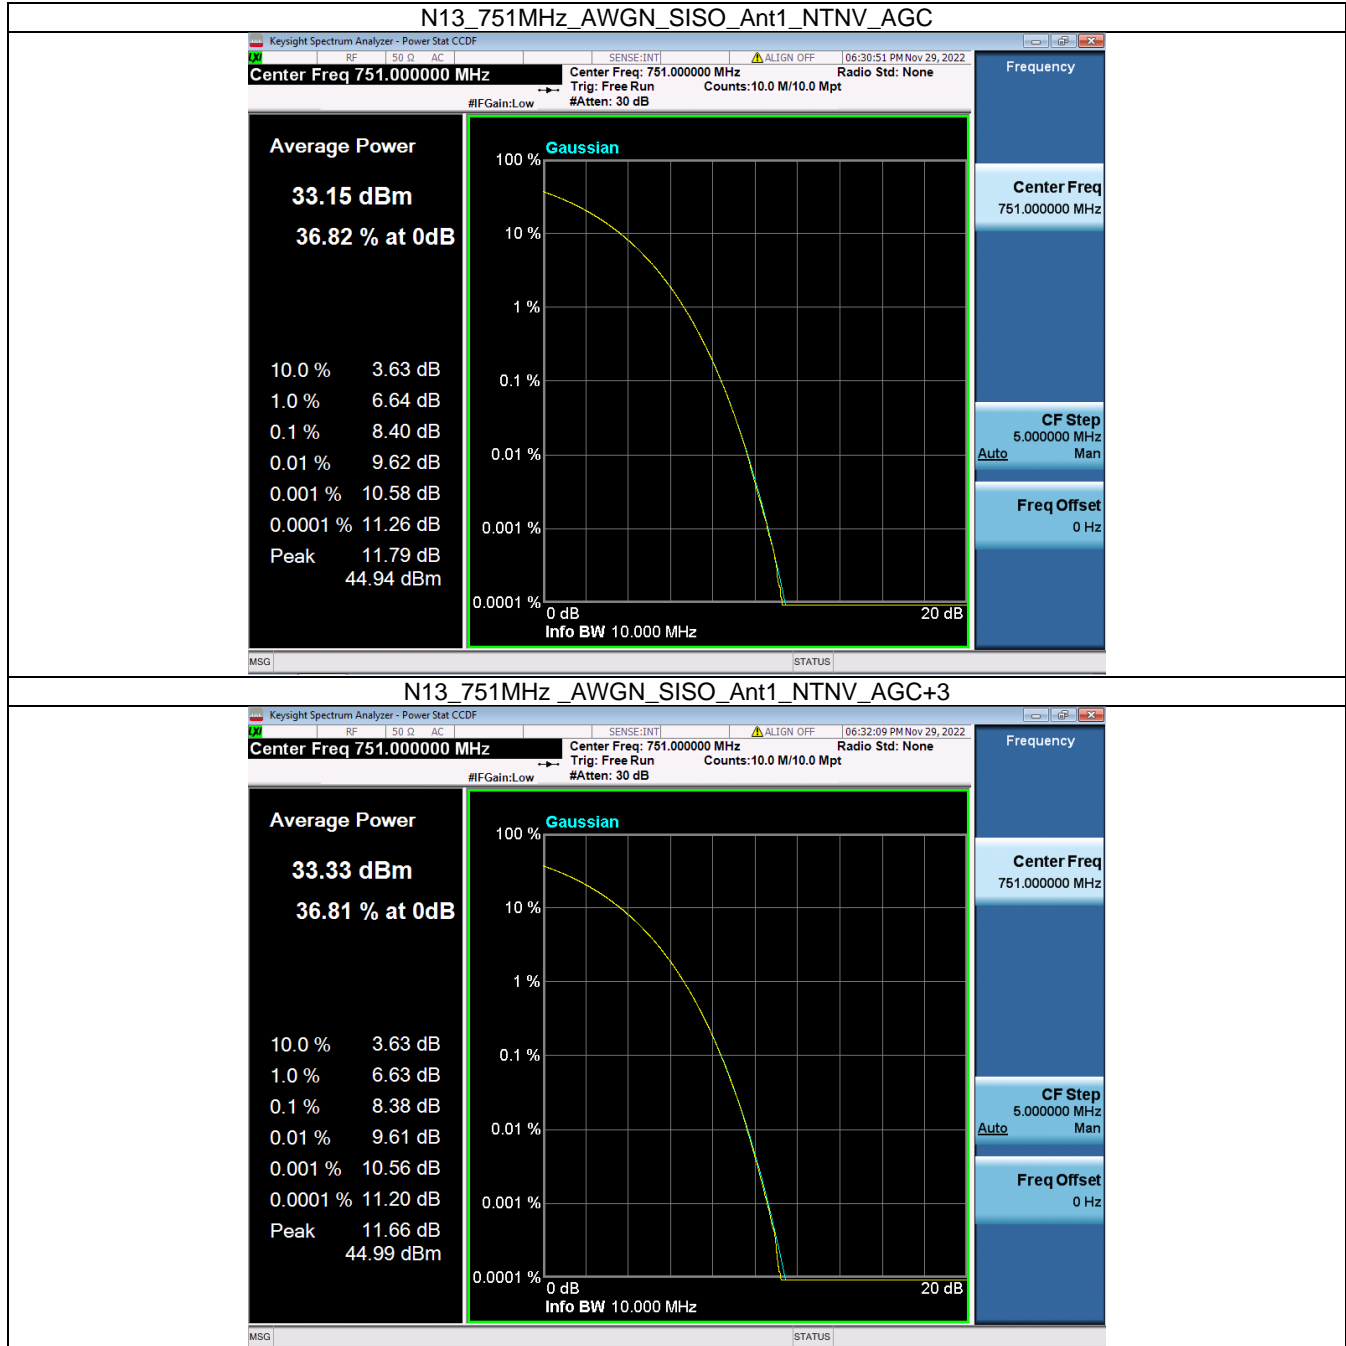 N13_751MHz_AWGN_SISO_Ant1_NTNV_AGC
Keysight Spectrum Analyzer - Power Stat CCDF
LXI RF 50 Ω AC SENSE:INT ALIGN OFF 06:30:51 PM Nov 29, 2022
Center Freq 751.000000 MHz
Center Freq: 751.000000 MHz Radio Std: None
Trig: Free Run Counts:10.0 M/10.0 Mpt
#IFGain:Low #Atten: 30 dB
Frequency
Average Power
33.15 dBm
36.82 % at 0dB
10.0 % 3.63 dB
1.0 % 6.64 dB
0.1 % 8.40 dB
0.01 % 9.62 dB
0.001 % 10.58 dB
0.0001 % 11.26 dB
Peak 11.79 dB
44.94 dBm
Gaussian
100 %
10 %
1 %
0.1 %
0.01 %
0.001 %
0.0001 %
0 dB 20 dB
Info BW 10.000 MHz
Center Freq
751.000000 MHz
CF Step
5.000000 MHz
Auto Man
Freq Offset
0 Hz
MSG STATUS
N13_751MHz _AWGN_SISO_Ant1_NTNV_AGC+3
Keysight Spectrum Analyzer - Power Stat CCDF
LXI RF 50 Ω AC SENSE:INT ALIGN OFF 06:32:09 PM Nov 29, 2022
Center Freq 751.000000 MHz
Center Freq: 751.000000 MHz Radio Std: None
Trig: Free Run Counts:10.0 M/10.0 Mpt
#IFGain:Low #Atten: 30 dB
Frequency
Average Power
33.33 dBm
36.81 % at 0dB
10.0 % 3.63 dB
1.0 % 6.63 dB
0.1 % 8.38 dB
0.01 % 9.61 dB
0.001 % 10.56 dB
0.0001 % 11.20 dB
Peak 11.66 dB
44.99 dBm
Gaussian
100 %
10 %
1 %
0.1 %
0.01 %
0.001 %
0.0001 %
0 dB 20 dB
Info BW 10.000 MHz
Center Freq
751.000000 MHz
CF Step
5.000000 MHz
Auto Man
Freq Offset
0 Hz
MSG STATUS